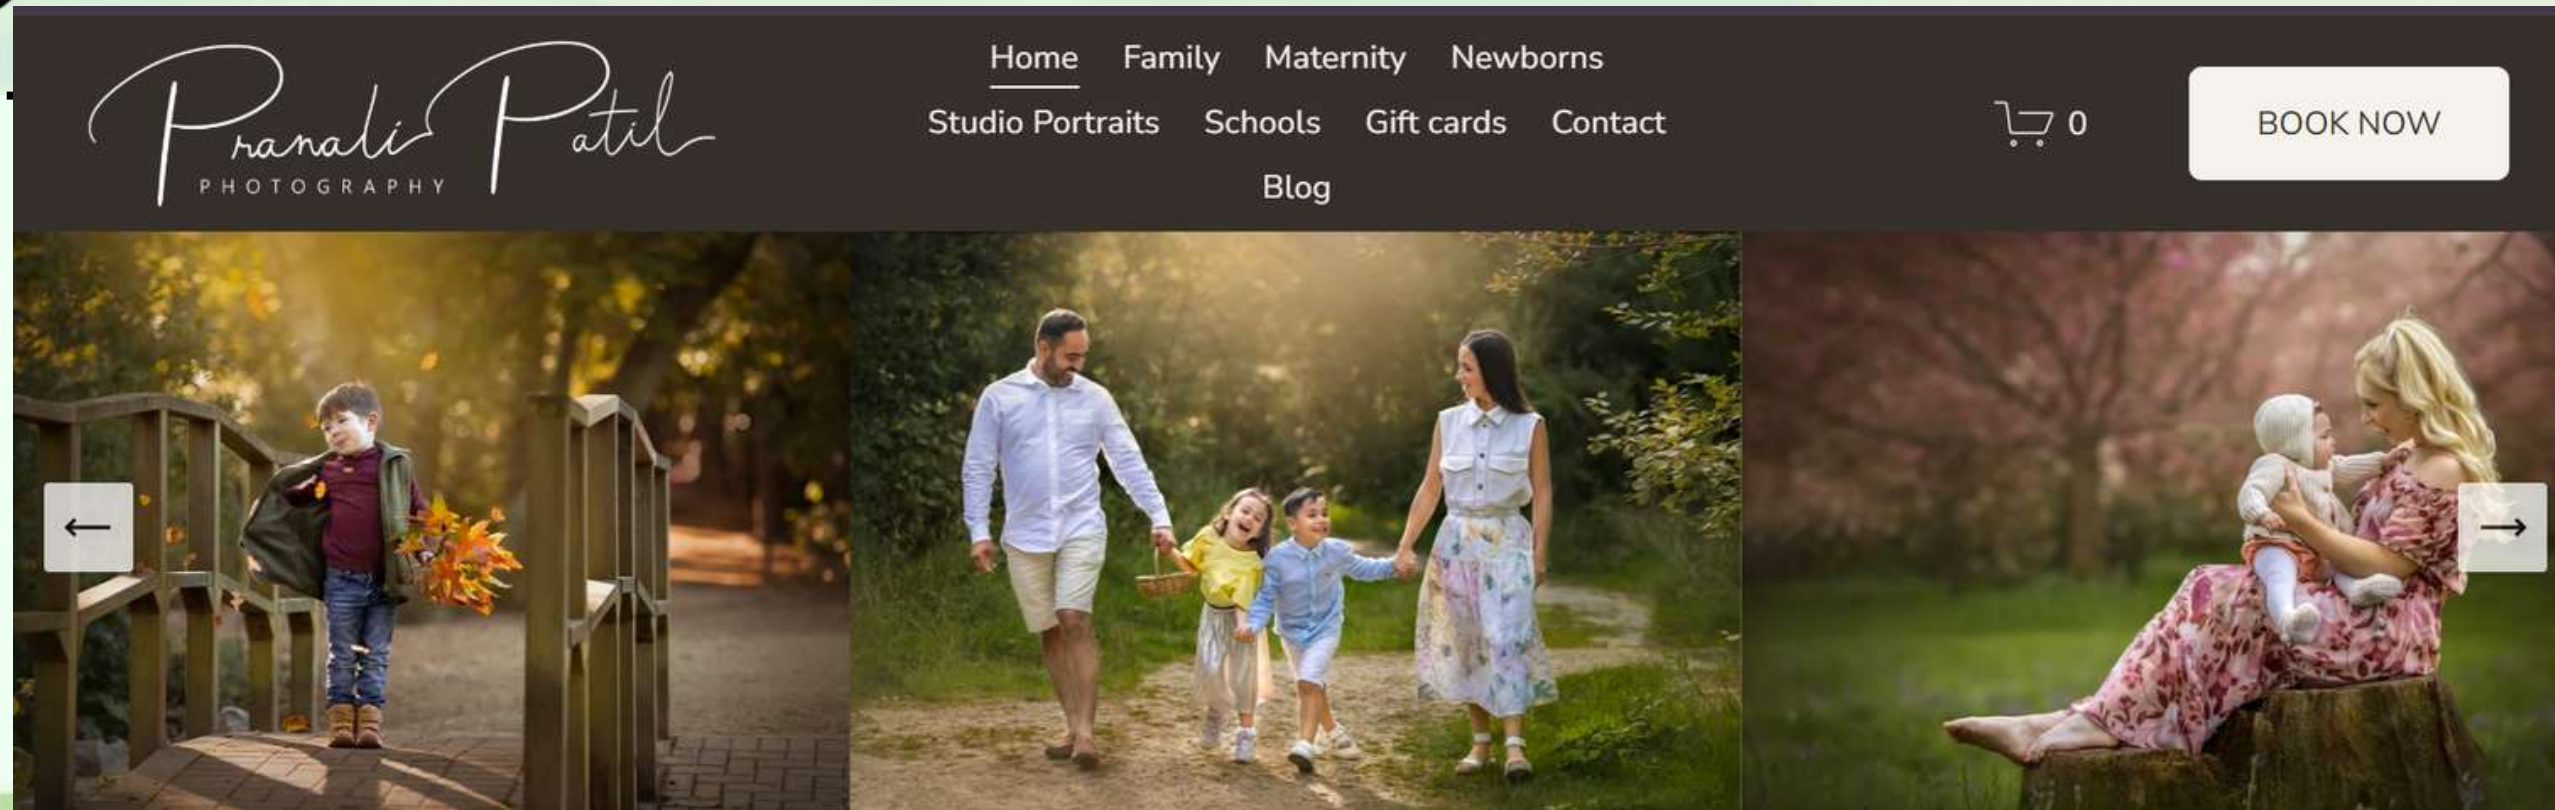 Pranali Patil
PHOTOGRAPHY
Home Family Maternity Newborns
Studio Portraits Schools Gift cards Contact
Blog
0
BOOK NOW